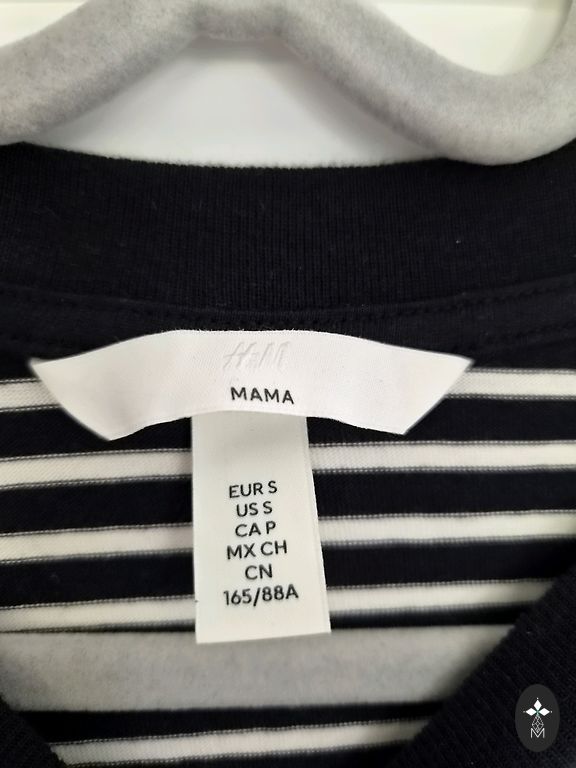 H&M
MAMA
EUR S
US S
CA P
MX CH
CN
165/88A
M